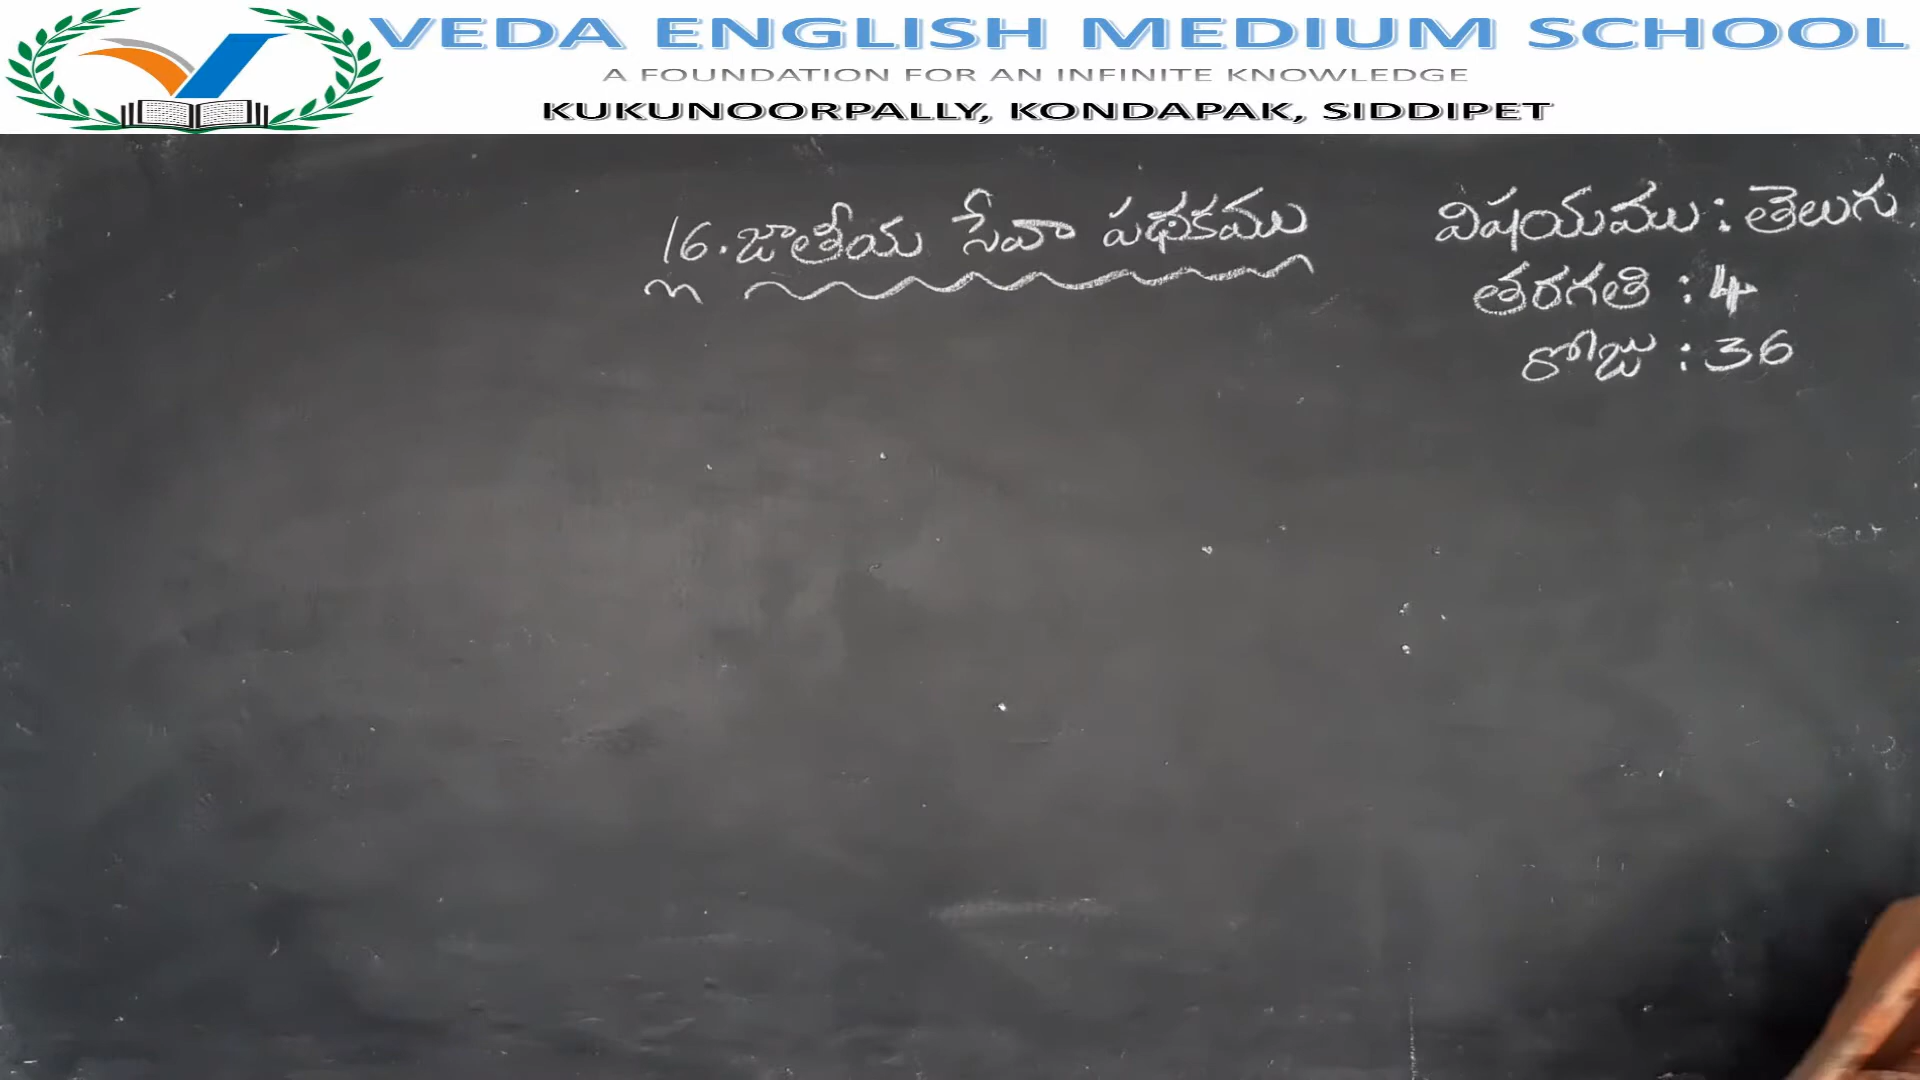 VEDA ENGLISH MEDIUM SCHOOL
A FOUNDATION FOR AN INFINITE KNOWLEDGE
KUKUNOORPALLY, KONDAPAK, SIDDIPET
16. జాతీయ సేవా పథకము
విషయము : తెలుగు
తరగతి : 4
రోజు : 36